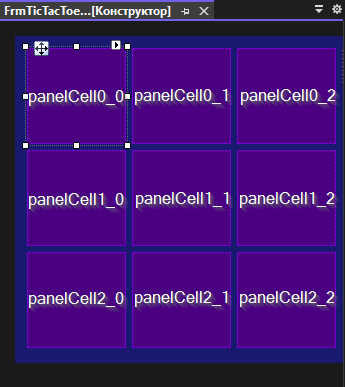 FrmTicTacToe...[Конструктор]
panelCell0_0 panelCell0_1 panelCell0_2
panelCell1_0 panelCell1_1 panelCell1_2
panelCell2_0 panelCell2_1 panelCell2_2